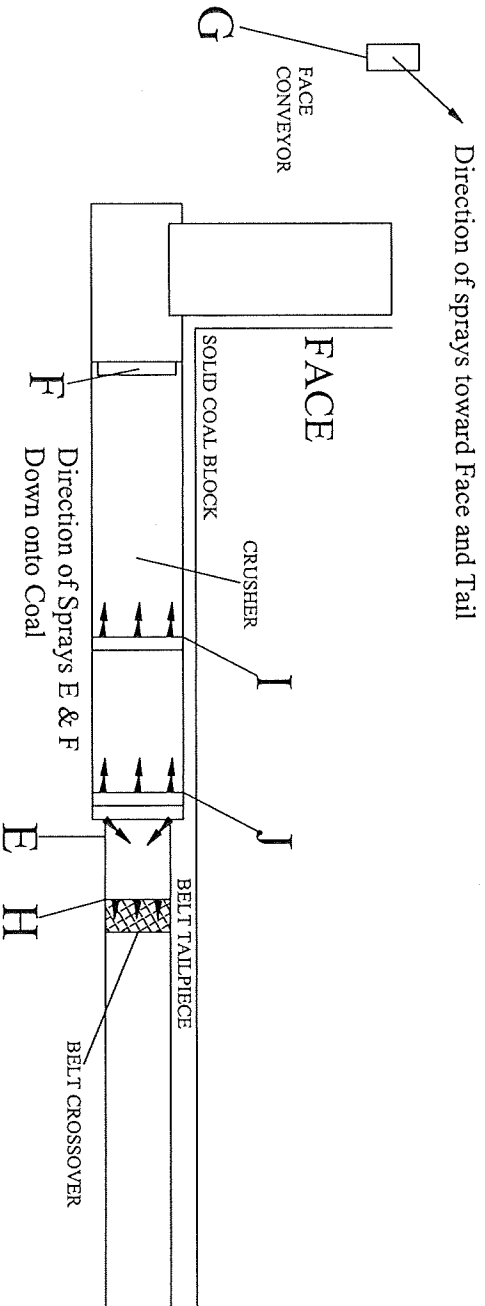 Direction of sprays toward Face and Tail
G
FACE
CONVEYOR
FACE
SOLID COAL BLOCK
F
Direction of Sprays E & F
Down onto Coal
CRUSHER
I
J
E
H
BELT TAILPIECE
BELT CROSSOVER